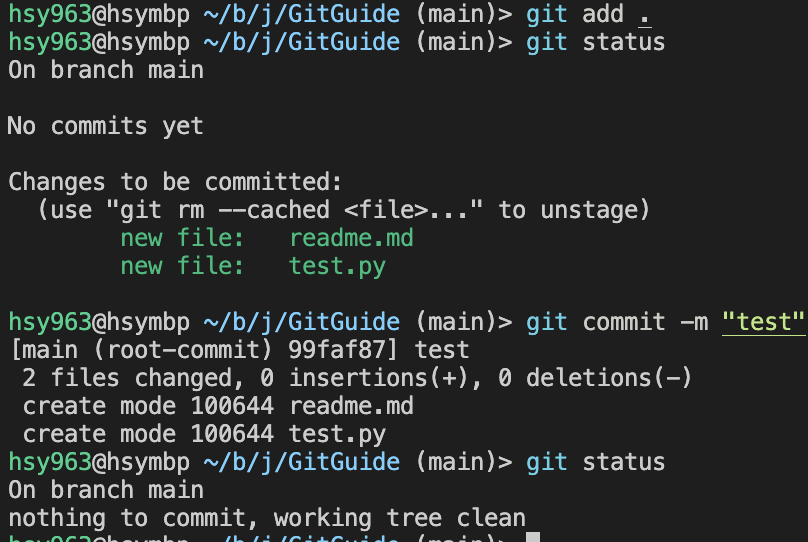 hsy963@hsymbp ~/b/j/GitGuide (main)> git add .
hsy963@hsymbp ~/b/j/GitGuide (main)> git status
On branch main
No commits yet
Changes to be committed:
  (use "git rm --cached <file>..." to unstage)
        new file:   readme.md
        new file:   test.py
hsy963@hsymbp ~/b/j/GitGuide (main)> git commit -m "test"
[main (root-commit) 99faf87] test
 2 files changed, 0 insertions(+), 0 deletions(-)
 create mode 100644 readme.md
 create mode 100644 test.py
hsy963@hsymbp ~/b/j/GitGuide (main)> git status
On branch main
nothing to commit, working tree clean
hsy963@hsymbp ~/b/j/GitGuide (main)>